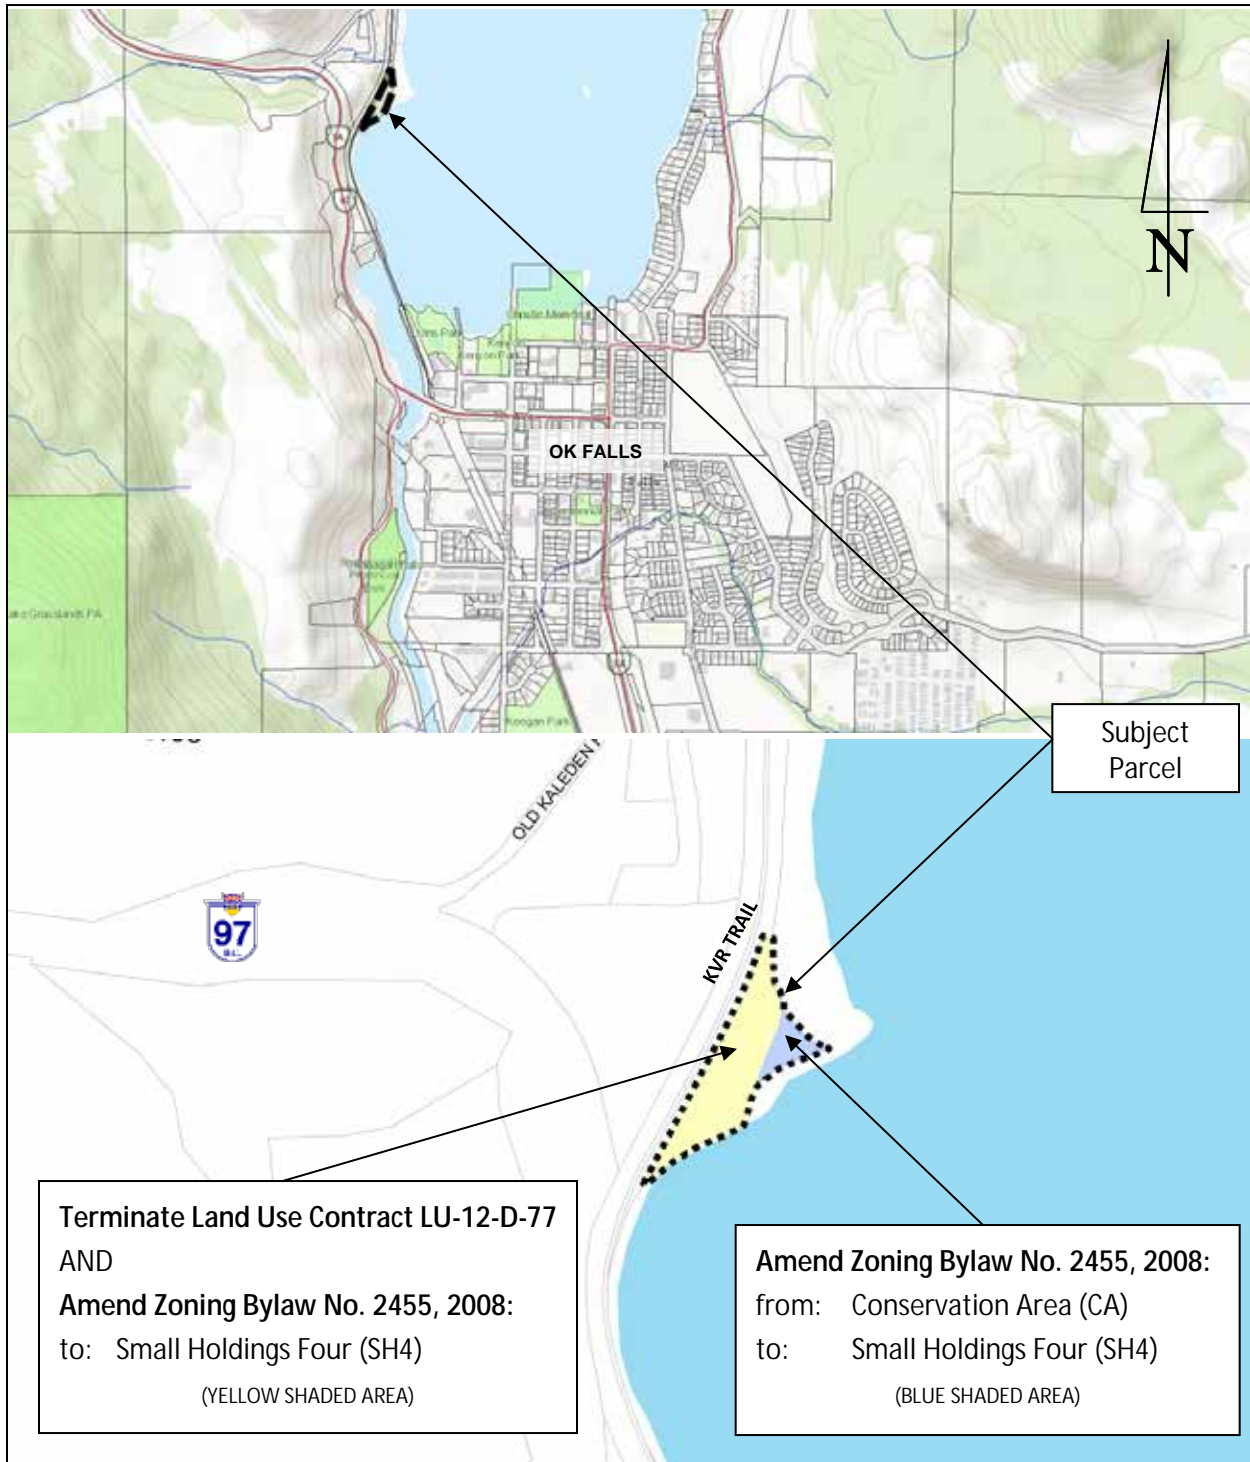 N
OK FALLS
Keogan Park
Subject
Parcel
OLD KALEDEN
97
KVR TRAIL
Terminate Land Use Contract LU-12-D-77
AND
Amend Zoning Bylaw No. 2455, 2008:
to: Small Holdings Four (SH4)
(YELLOW SHADED AREA)
Amend Zoning Bylaw No. 2455, 2008:
from: Conservation Area (CA)
to: Small Holdings Four (SH4)
(BLUE SHADED AREA)